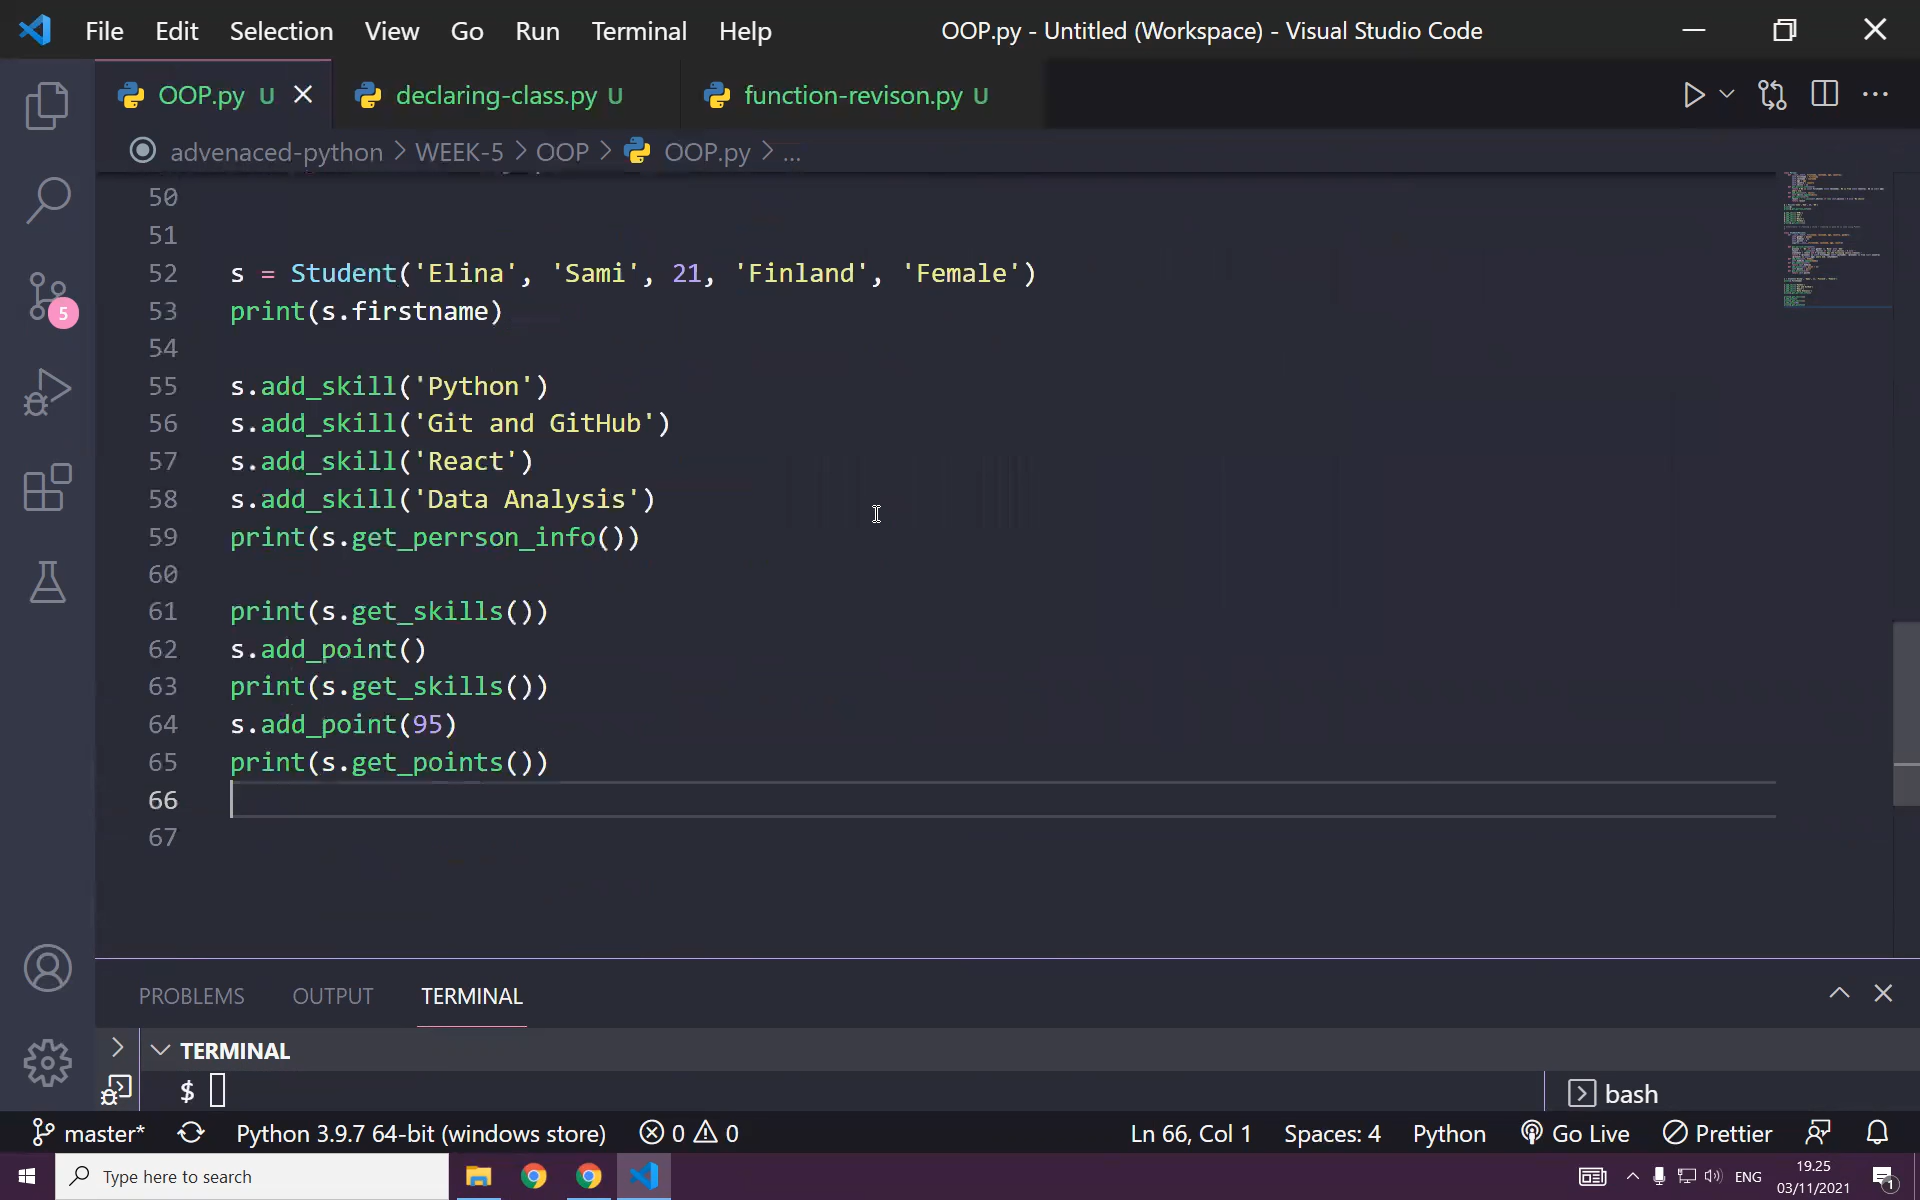 File Edit Selection View Go Run Terminal Help OOP.py - Untitled (Workspace) - Visual Studio Code
OOP.py U declaring-class.py U function-revison.py U
advenaced-python > WEEK-5 > OOP > OOP.py > ...
50
51
52 s = Student('Elina', 'Sami', 21, 'Finland', 'Female')
53 print(s.firstname)
54
55 s.add_skill('Python')
56 s.add_skill('Git and GitHub')
57 s.add_skill('React')
58 s.add_skill('Data Analysis')
59 print(s.get_perrson_info())
60
61 print(s.get_skills())
62 s.add_point()
63 print(s.get_skills())
64 s.add_point(95)
65 print(s.get_points())
66
67
5
PROBLEMS OUTPUT TERMINAL
TERMINAL
$
bash
master* Python 3.9.7 64-bit (windows store) 0 0 Ln 66, Col 1 Spaces: 4 Python Go Live Prettier
Type here to search ENG 19.25
03/11/2021
1